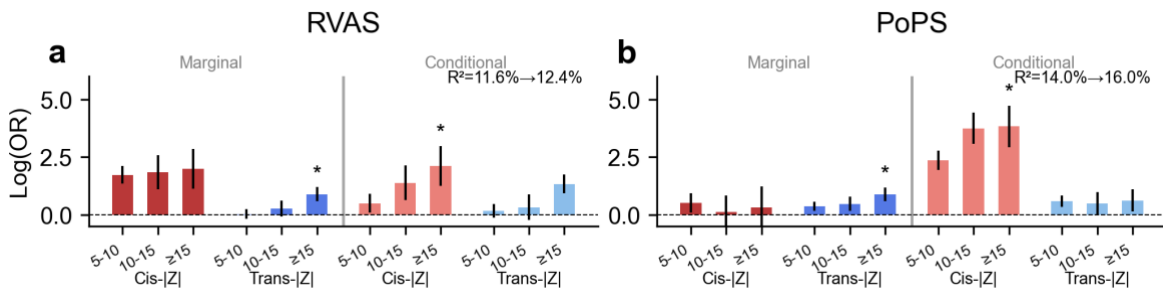 RVAS
a
Marginal
Conditional
R²=11.6%→12.4%
Log(OR)
5.0
2.5
0.0
*
*
5-10
10-15
≥15
5-10
10-15
≥15
5-10
10-15
≥15
5-10
10-15
≥15
Cis-|Z|
Trans-|Z|
Cis-|Z|
Trans-|Z|
PoPS
b
Marginal
Conditional
R²=14.0%→16.0%
5.0
2.5
0.0
*
*
5-10
10-15
≥15
5-10
10-15
≥15
5-10
10-15
≥15
5-10
10-15
≥15
Cis-|Z|
Trans-|Z|
Cis-|Z|
Trans-|Z|